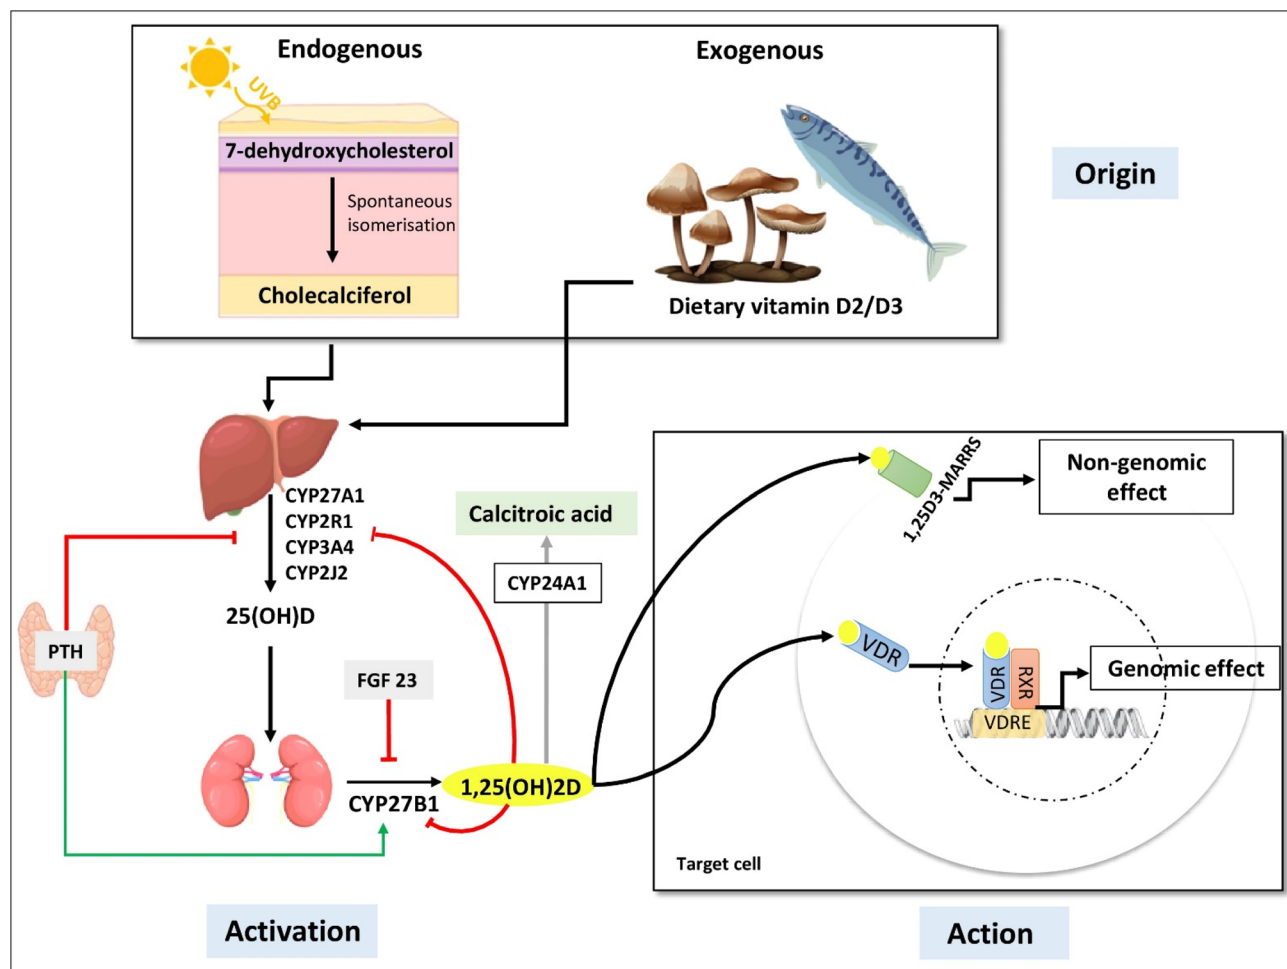 Endogenous
Exogenous
UVB
7-dehydroxycholesterol
Spontaneous
isomerisation
Cholecalciferol
Dietary vitamin D2/D3
Origin
CYP27A1
CYP2R1
CYP3A4
CYP2J2
25(OH)D
PTH
FGF 23
CYP27B1
1,25(OH)2D
Calcitroic acid
CYP24A1
Activation
1,25D3-MARRS
Non-genomic
effect
VDR
VDR
RXR
VDRE
Genomic effect
Target cell
Action